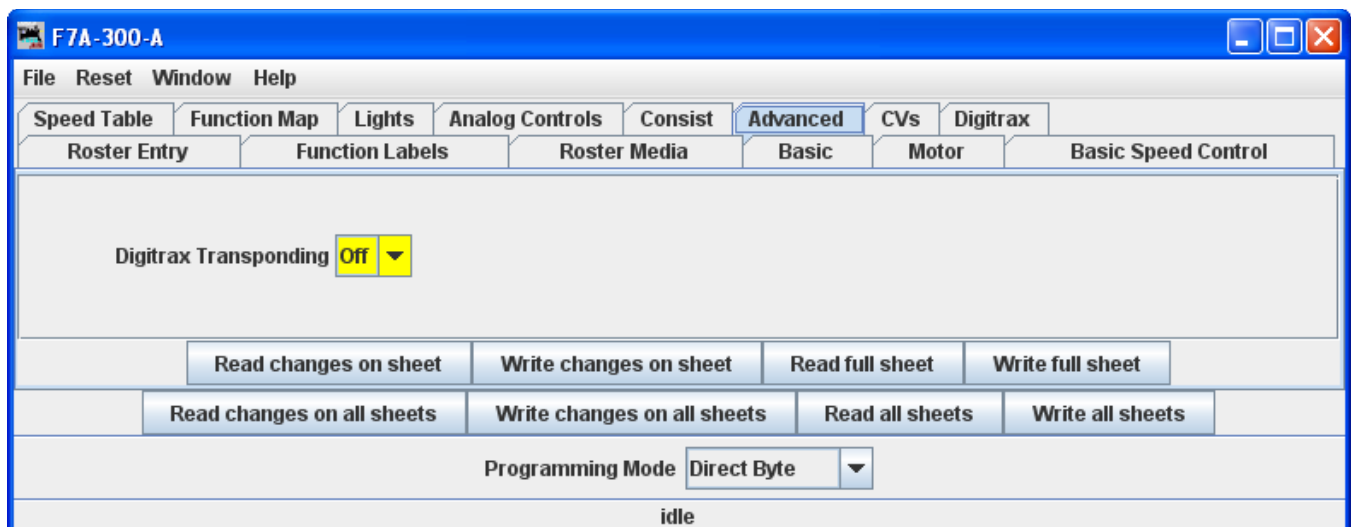 F7A-300-A
File Reset Window Help
Speed Table Function Map Lights Analog Controls Consist Advanced CVs Digitrax
Roster Entry Function Labels Roster Media Basic Motor Basic Speed Control
Digitrax Transponding Off
Read changes on sheet Write changes on sheet Read full sheet Write full sheet
Read changes on all sheets Write changes on all sheets Read all sheets Write all sheets
Programming Mode Direct Byte
idle